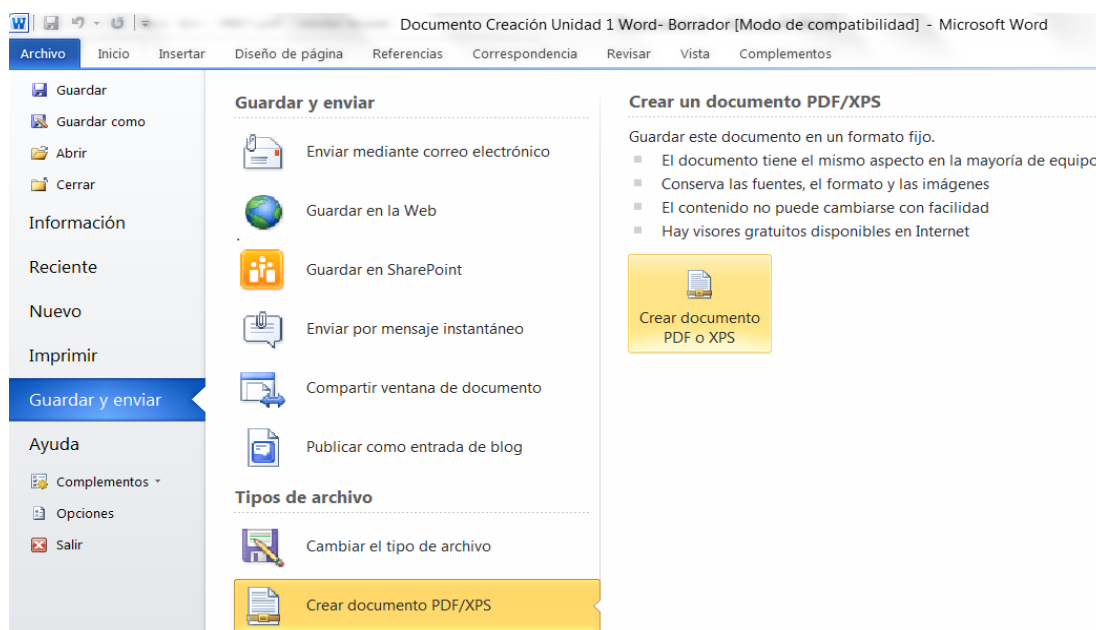 Documento Creación Unidad 1 Word- Borrador [Modo de compatibilidad] - Microsoft Word
Archivo Inicio Insertar Diseño de página Referencias Correspondencia Revisar Vista Complementos
Guardar
Guardar como
Abrir
Cerrar
Información
Reciente
Nuevo
Imprimir
Guardar y enviar
Ayuda
Complementos
Opciones
Salir
Guardar y enviar
Enviar mediante correo electrónico
Guardar en la Web
Guardar en SharePoint
Enviar por mensaje instantáneo
Compartir ventana de documento
Publicar como entrada de blog
Tipos de archivo
Cambiar el tipo de archivo
Crear documento PDF/XPS
Crear un documento PDF/XPS
Guardar este documento en un formato fijo.
El documento tiene el mismo aspecto en la mayoría de equipo
Conserva las fuentes, el formato y las imágenes
El contenido no puede cambiarse con facilidad
Hay visores gratuitos disponibles en Internet
Crear documento
PDF o XPS